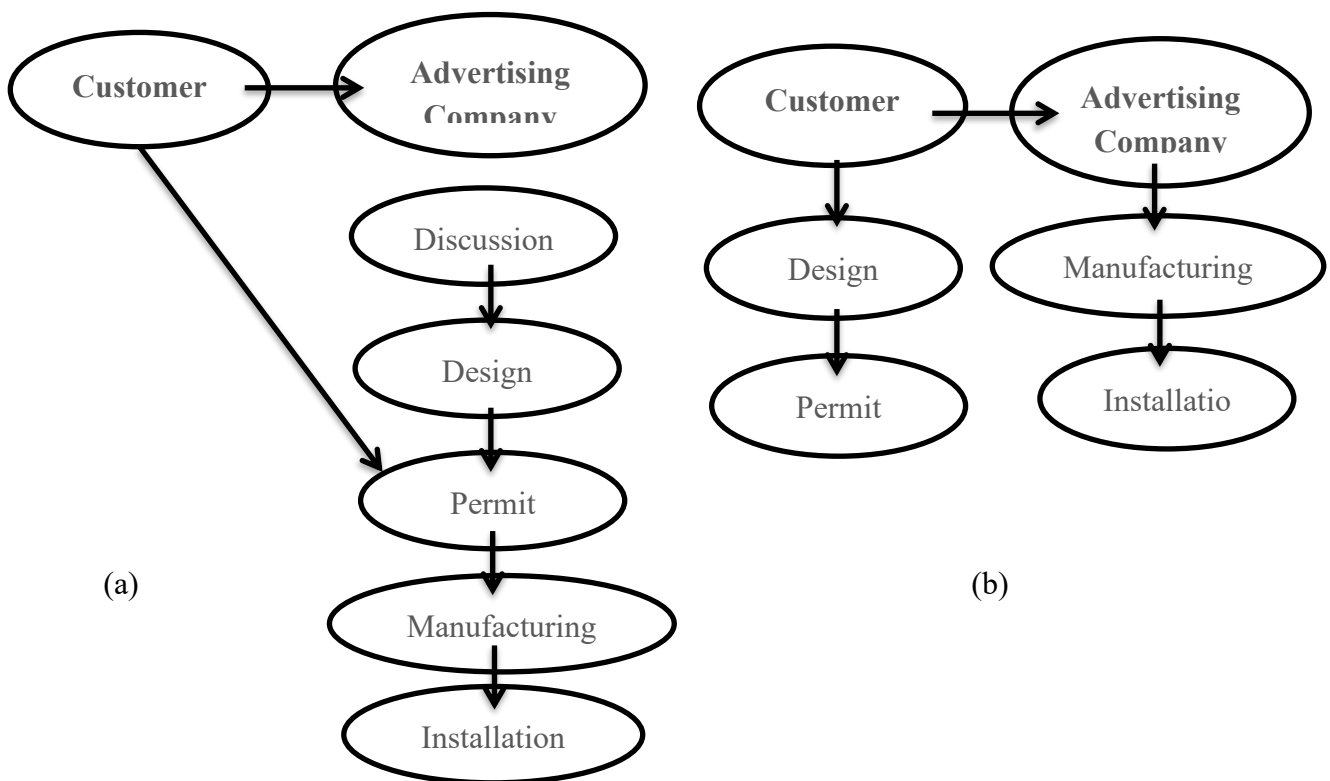 Customer
Advertising
Company
Discussion
Design
Permit
Manufacturing
Installation
(a)
Customer
Advertising
Company
Design
Manufacturing
Permit
Installatio
(b)